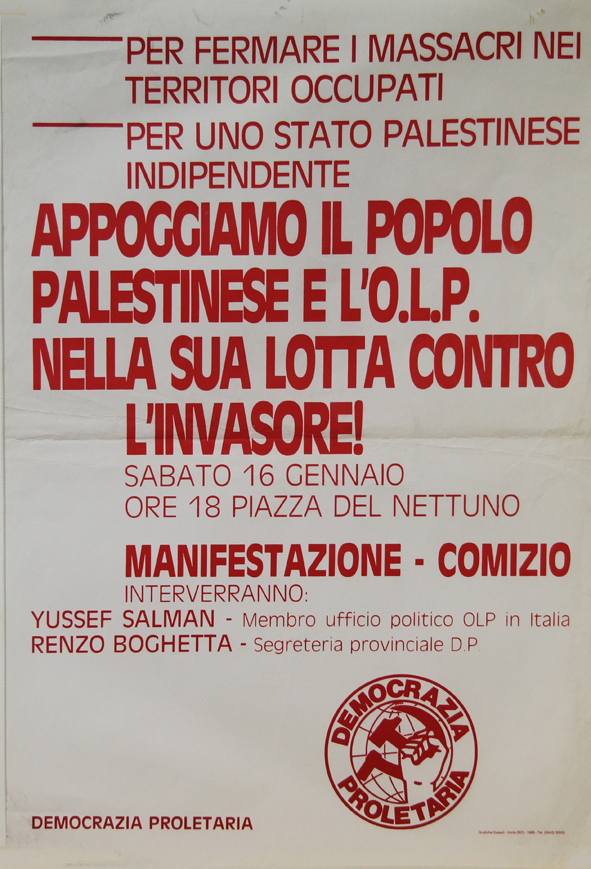 PER FERMARE I MASSACRI NEI
TERRITORI OCCUPATI
PER UNO STATO PALESTINESE
INDIPENDENTE
APPOGGIAMO IL POPOLO
PALESTINESE E L'O.L.P.
NELLA SUA LOTTA CONTRO
L'INVASORE!
SABATO 16 GENNAIO
ORE 18 PIAZZA DEL NETTUNO
MANIFESTAZIONE - COMIZIO
INTERVERRANNO:
YUSSEF SALMAN - Membro ufficio politico OLP in Italia
RENZO BOGHETTA - Segreteria provinciale D.P.
DEMOCRAZIA
PROLETARIA
DEMOCRAZIA PROLETARIA